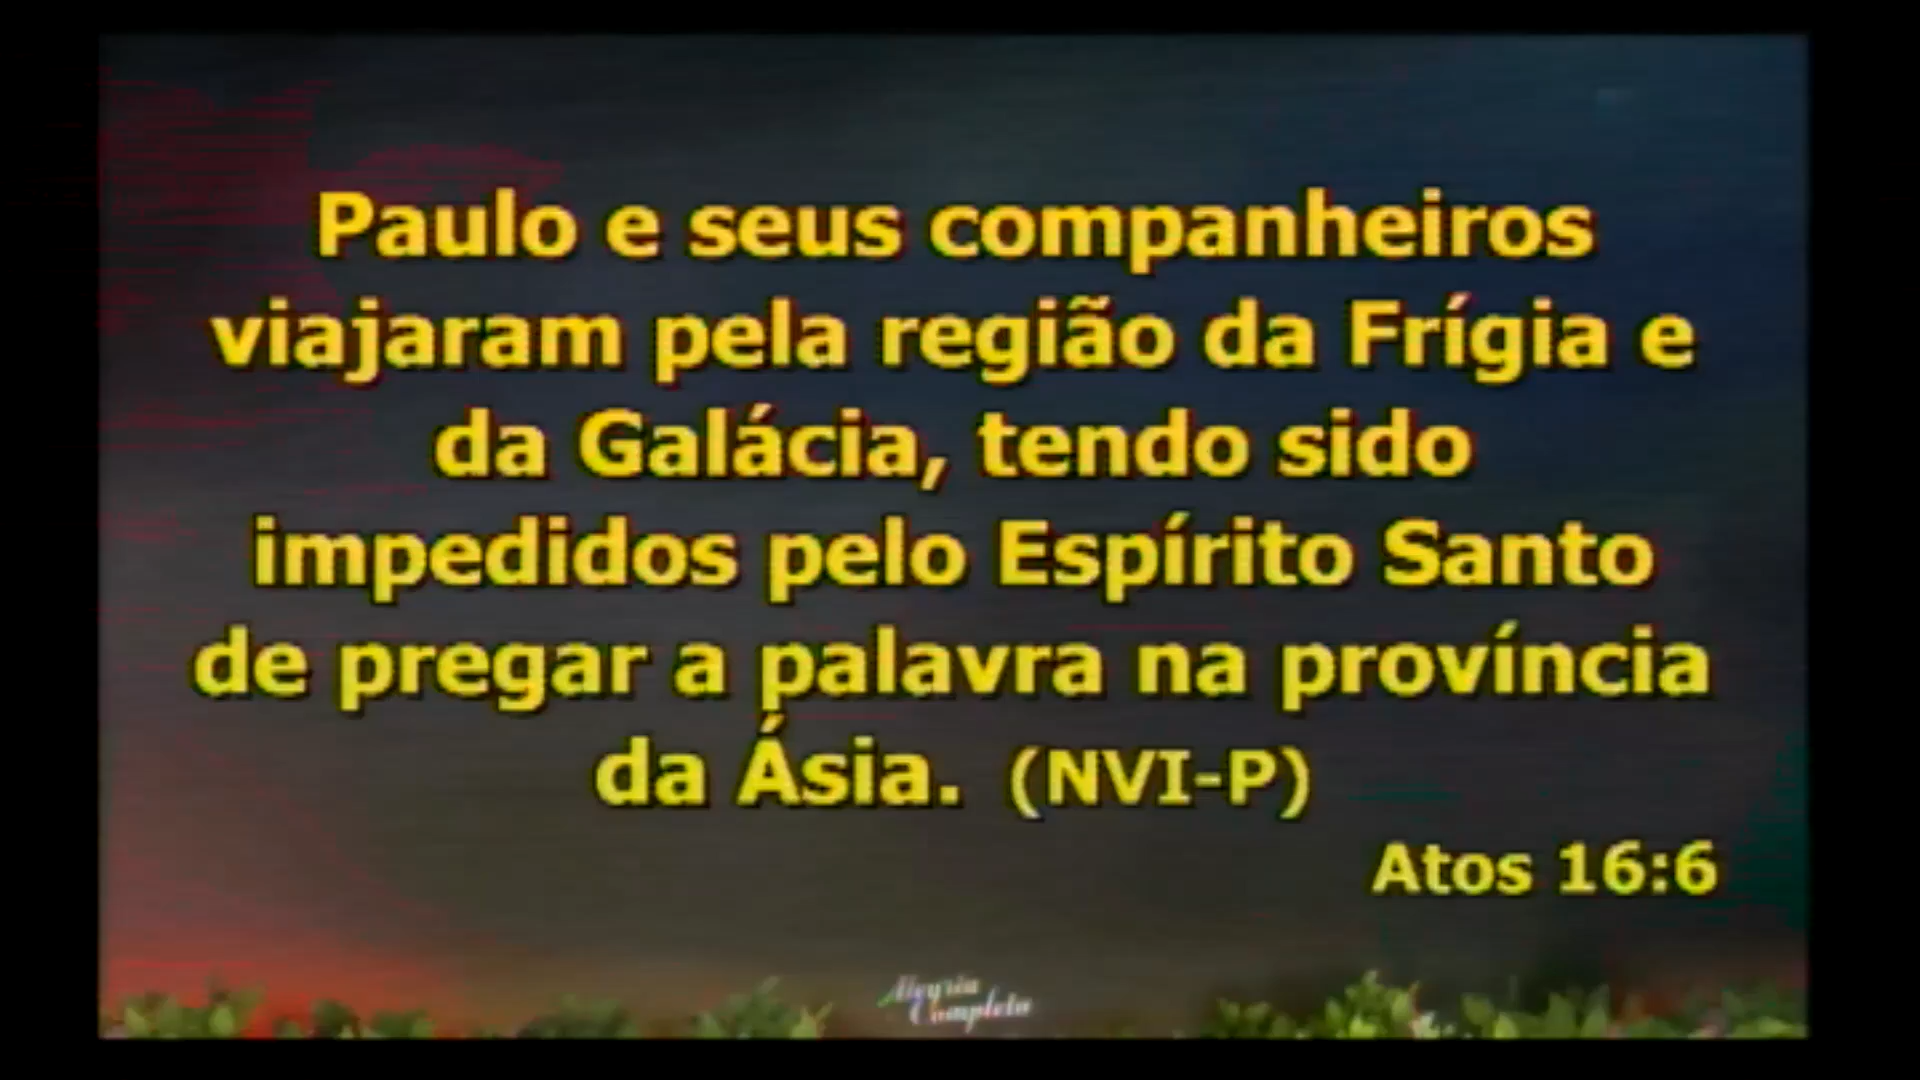 Paulo e seus companheiros
viajaram pela região da Frígia e
da Galácia, tendo sido
impedidos pelo Espírito Santo
de pregar a palavra na província
da Ásia. (NVI-P)
Atos 16:6
Alegria
Completa